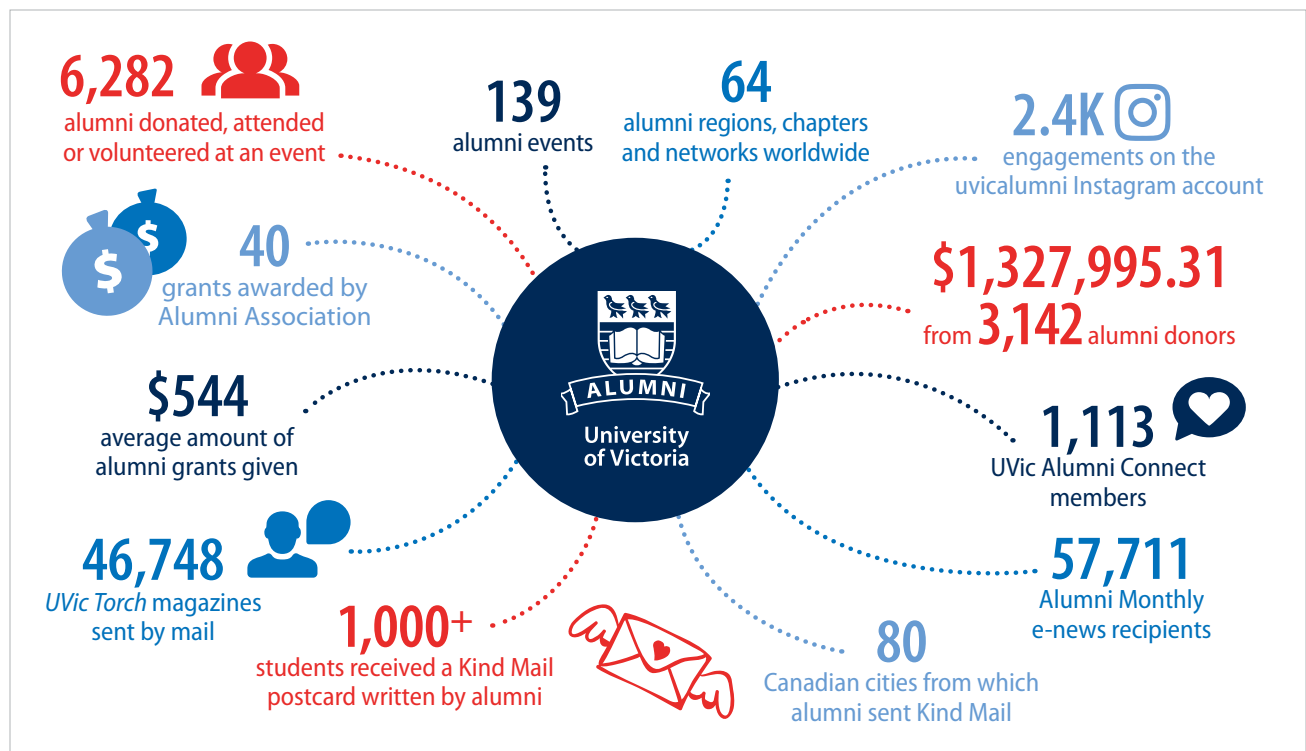 6,282
alumni donated, attended
or volunteered at an event
139
alumni events
64
alumni regions, chapters
and networks worldwide
2.4K
engagements on the
uvicalumni Instagram account
$ $
40
grants awarded by
Alumni Association
$1,327,995.31
from 3,142 alumni donors
ALUMNI
University
of Victoria
$544
average amount of
alumni grants given
1,113
UVic Alumni Connect
members
46,748
UVic Torch magazines
sent by mail
57,711
Alumni Monthly
e-news recipients
1,000+
students received a Kind Mail
postcard written by alumni
80
Canadian cities from which
alumni sent Kind Mail